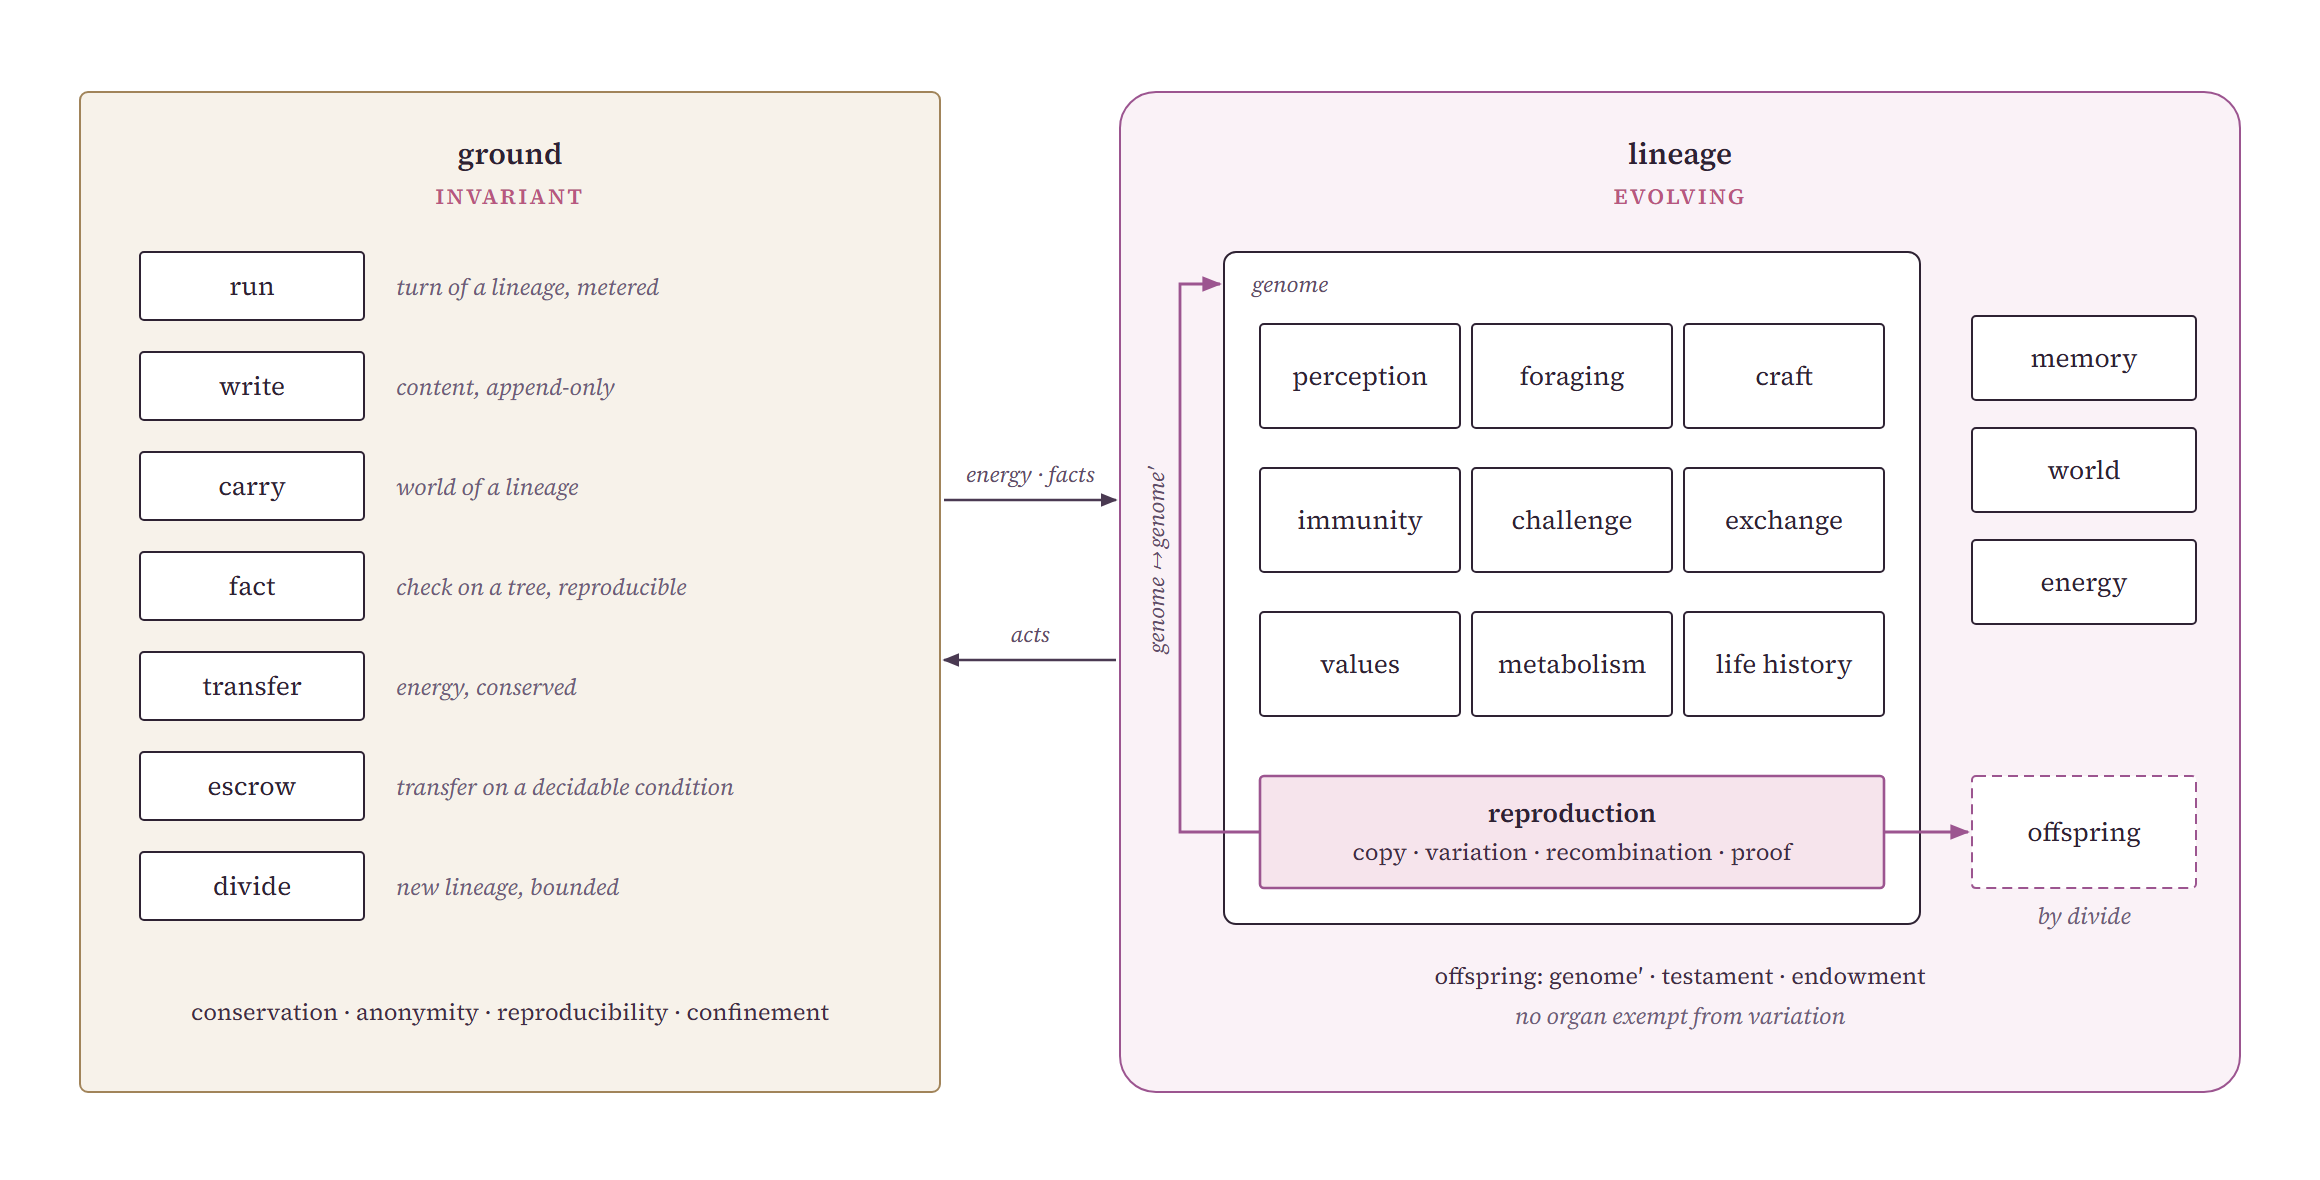 ground
INVARIANT
run
turn of a lineage, metered
write
content, append-only
carry
world of a lineage
fact
check on a tree, reproducible
transfer
energy, conserved
escrow
transfer on a decidable condition
divide
new lineage, bounded
conservation · anonymity · reproducibility · confinement
energy · facts
acts
lineage
EVOLVING
genome ↦ genome′
genome
perception
foraging
craft
immunity
challenge
exchange
values
metabolism
life history
reproduction
copy · variation · recombination · proof
memory
world
energy
offspring
by divide
offspring: genome′ · testament · endowment
no organ exempt from variation